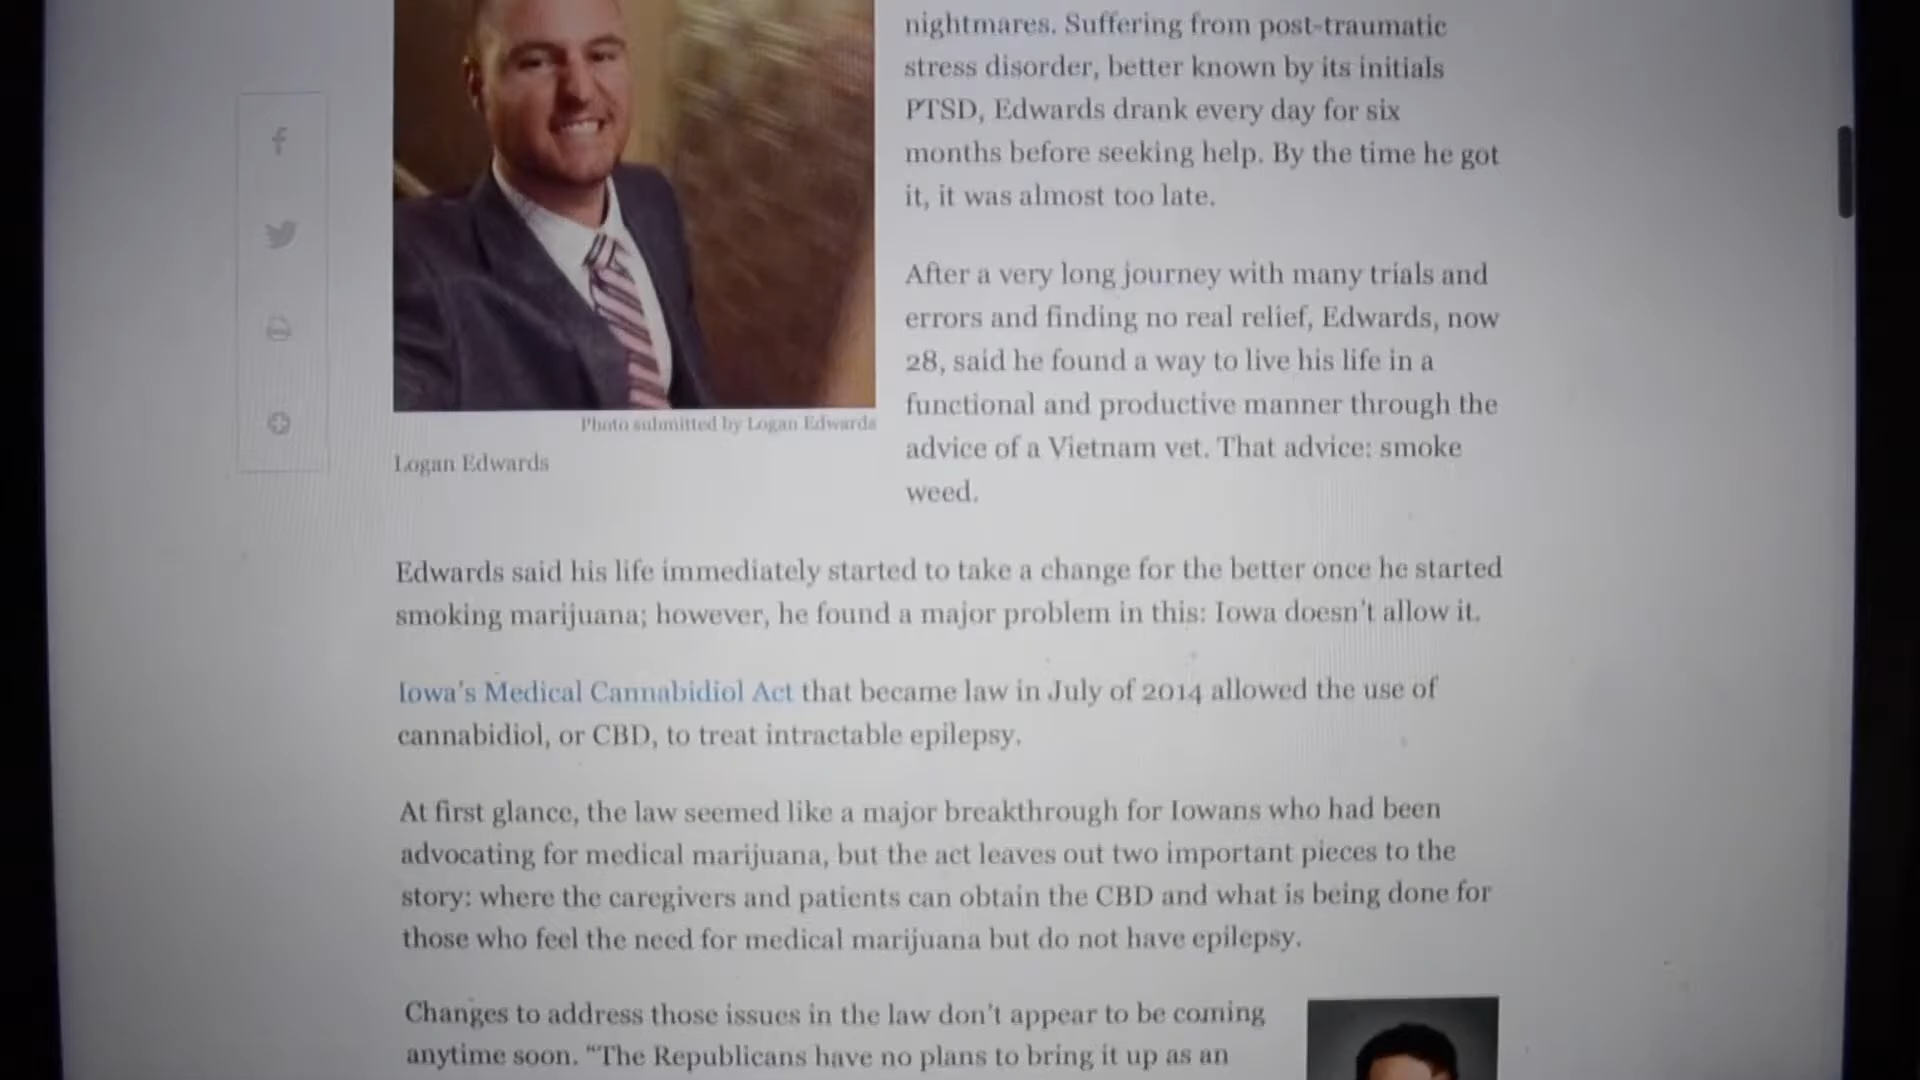 nightmares. Suffering from post-traumatic
stress disorder, better known by its initials
PTSD, Edwards drank every day for six
months before seeking help. By the time he got
it, it was almost too late.
After a very long journey with many trials and
errors and finding no real relief, Edwards, now
28, said he found a way to live his life in a
functional and productive manner through the
advice of a Vietnam vet. That advice: smoke
weed.
Photo submitted by Logan Edwards
Logan Edwards
Edwards said his life immediately started to take a change for the better once he started
smoking marijuana; however, he found a major problem in this: Iowa doesn't allow it.
Iowa's Medical Cannabidiol Act that became law in July of 2014 allowed the use of
cannabidiol, or CBD, to treat intractable epilepsy.
At first glance, the law seemed like a major breakthrough for Iowans who had been
advocating for medical marijuana, but the act leaves out two important pieces to the
story: where the caregivers and patients can obtain the CBD and what is being done for
those who feel the need for medical marijuana but do not have epilepsy.
Changes to address those issues in the law don't appear to be coming
anytime soon. “The Republicans have no plans to bring it up as an